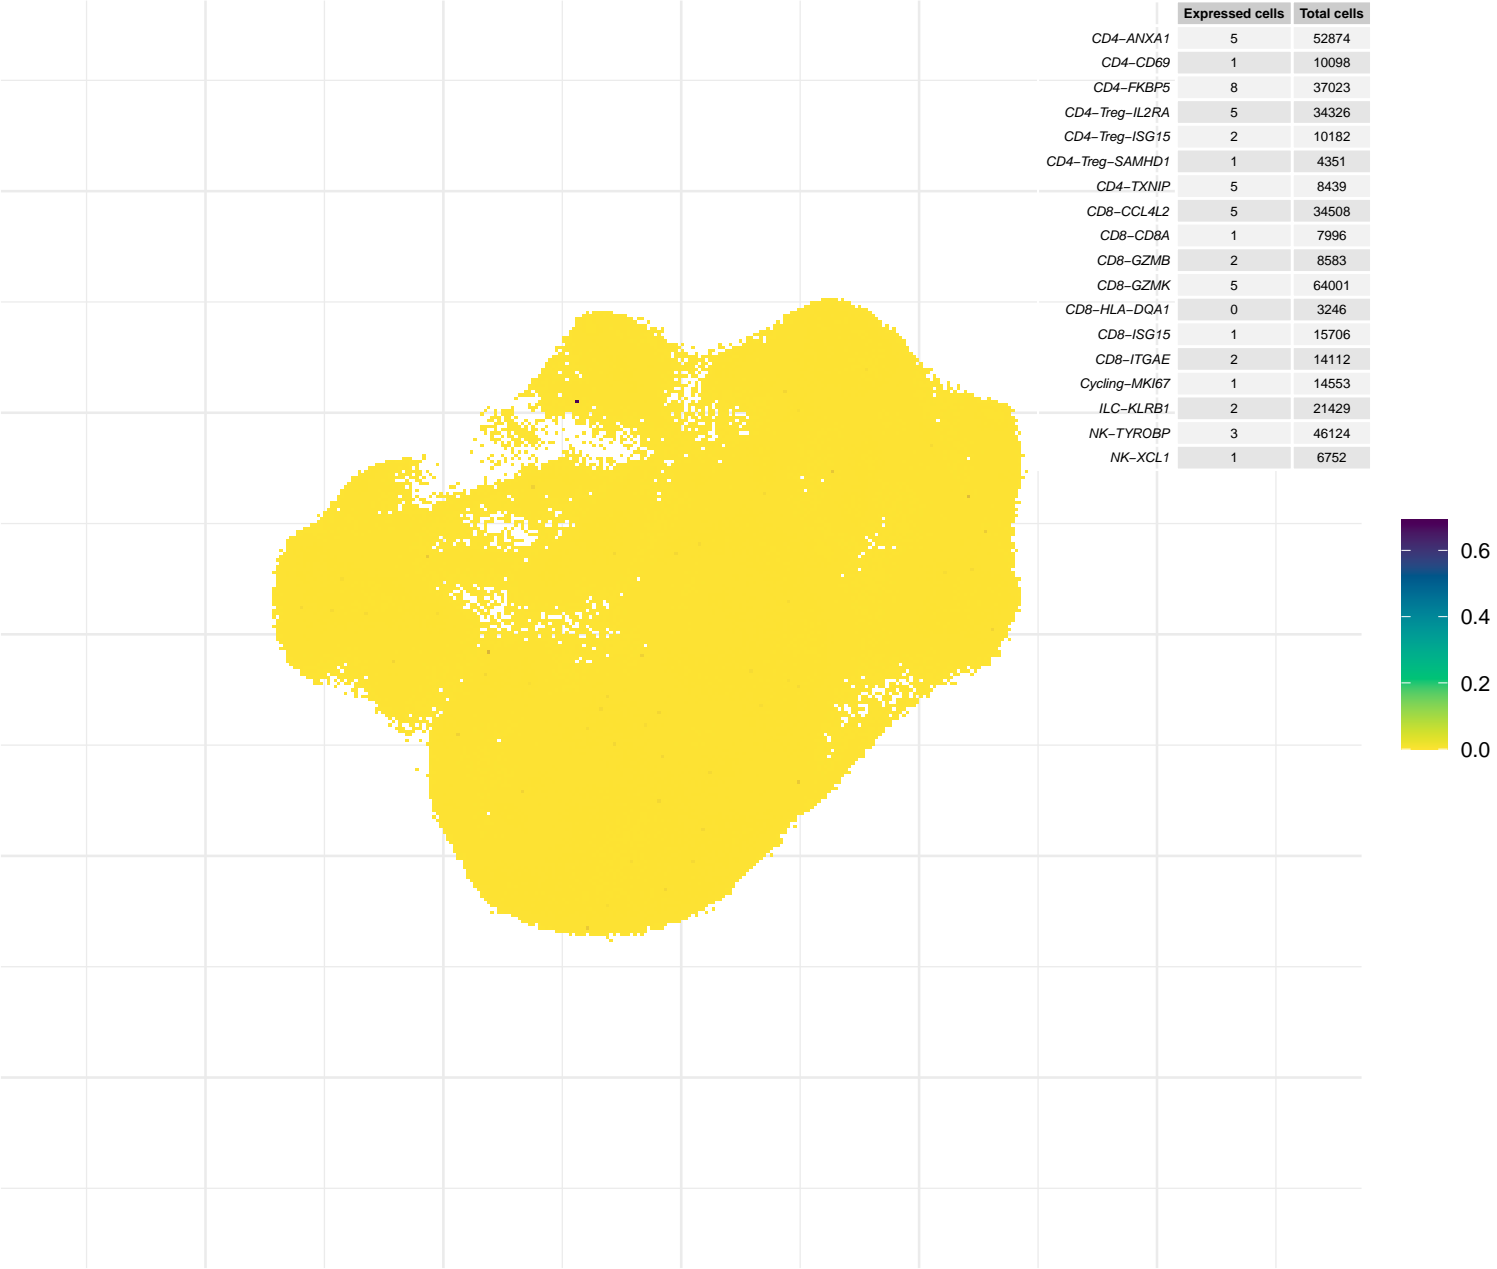 Expressed cells Total cells
CD4−ANXA1 5 52874
CD4−CD69 1 10098
CD4−FKBP5 8 37023
CD4−Treg−IL2RA 5 34326
CD4−Treg−ISG15 2 10182
CD4−Treg−SAMHD1 1 4351
CD4−TXNIP 5 8439
CD8−CCL4L2 5 34508
CD8−CD8A 1 7996
CD8−GZMB 2 8583
CD8−GZMK 5 64001
CD8−HLA−DQA1 0 3246
CD8−ISG15 1 15706
CD8−ITGAE 2 14112
Cycling−MKI67 1 14553
ILC−KLRB1 2 21429
NK−TYROBP 3 46124
NK−XCL1 1 6752
0.6
0.4
0.2
0.0